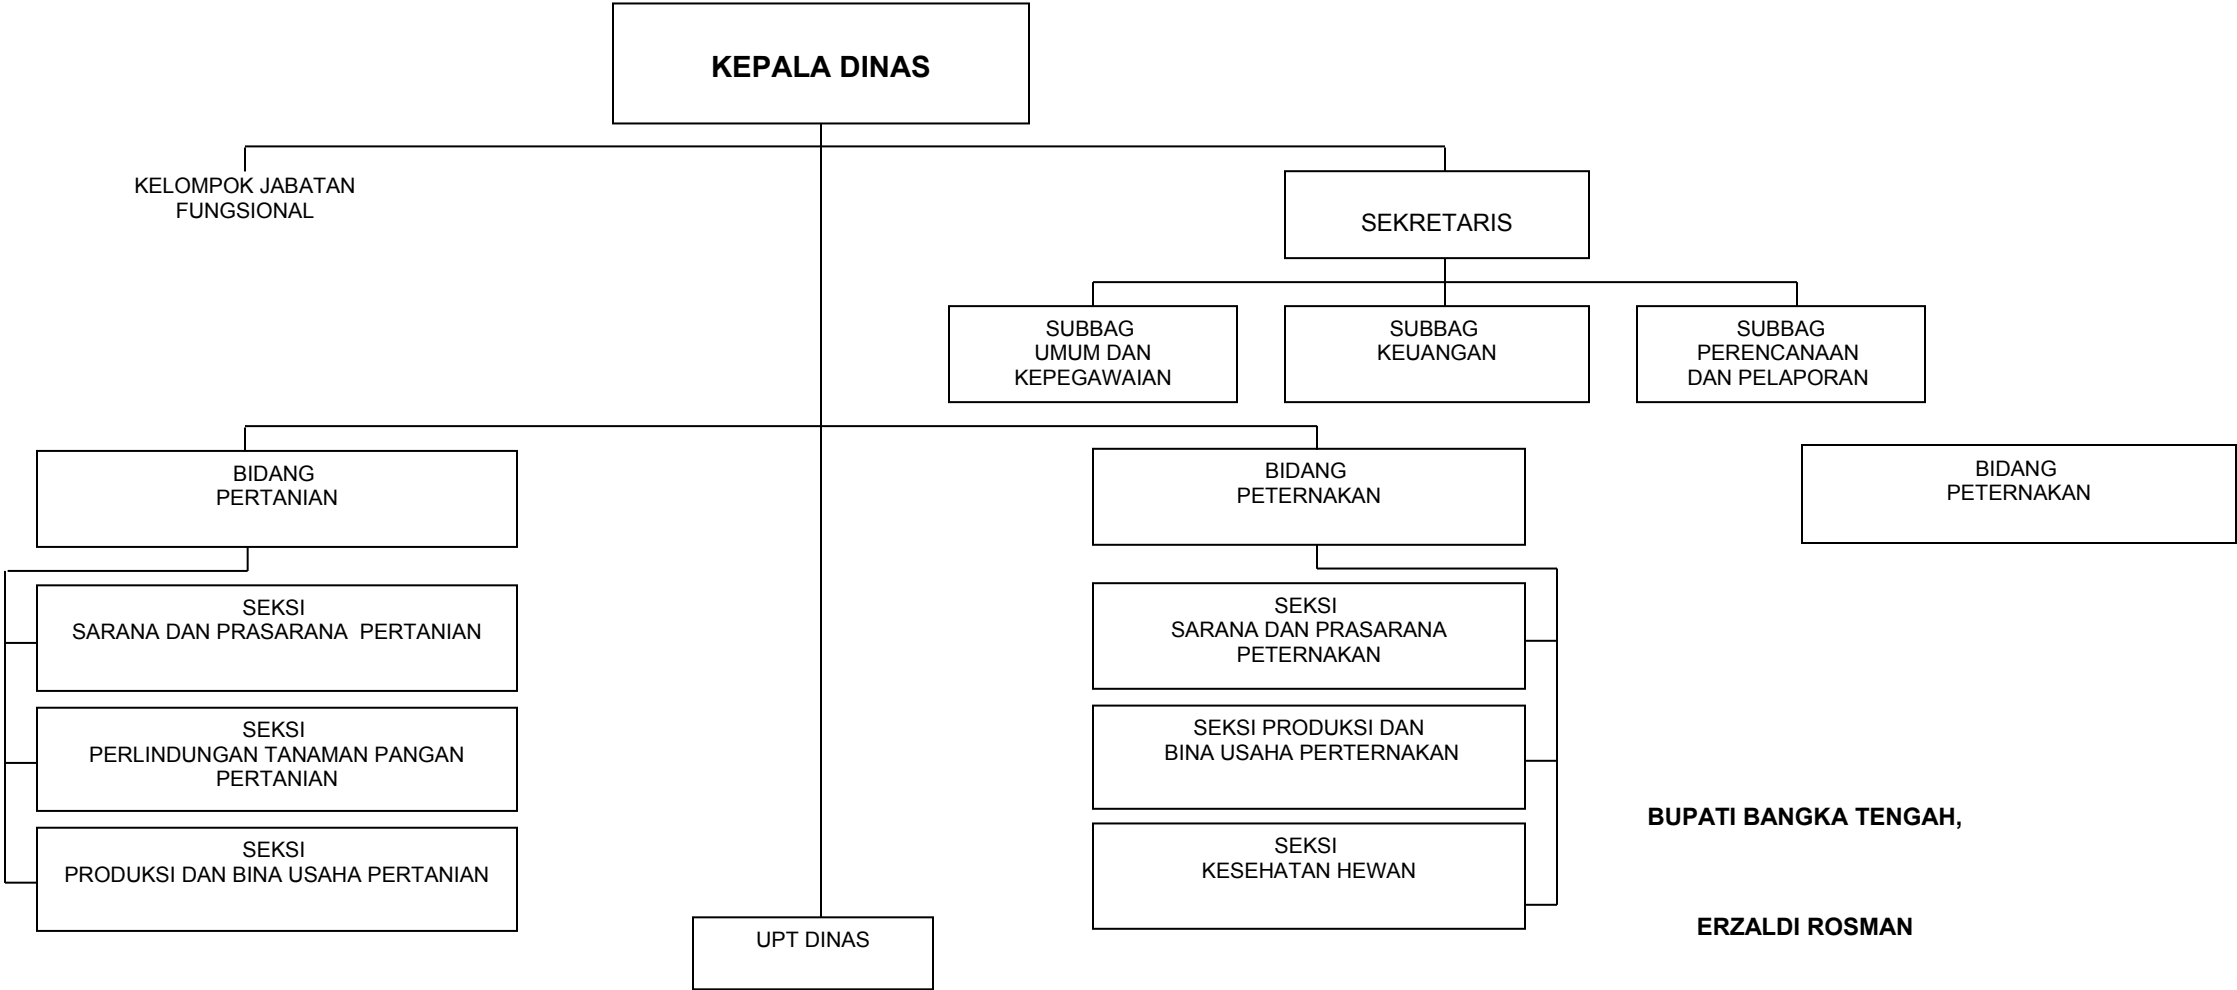 KEPALA DINAS
KELOMPOK JABATAN
FUNGSIONAL
SEKRETARIS
SUBBAG
UMUM DAN
KEPEGAWAIAN
SUBBAG
KEUANGAN
SUBBAG
PERENCANAAN
DAN PELAPORAN
BIDANG
PERTANIAN
BIDANG
PETERNAKAN
BIDANG
PETERNAKAN
SEKSI
SARANA DAN PRASARANA  PERTANIAN
SEKSI
PERLINDUNGAN TANAMAN PANGAN
PERTANIAN
SEKSI
PRODUKSI DAN BINA USAHA PERTANIAN
SEKSI
SARANA DAN PRASARANA
PETERNAKAN
SEKSI PRODUKSI DAN
BINA USAHA PERTERNAKAN
SEKSI
KESEHATAN HEWAN
UPT DINAS
BUPATI BANGKA TENGAH,
ERZALDI ROSMAN